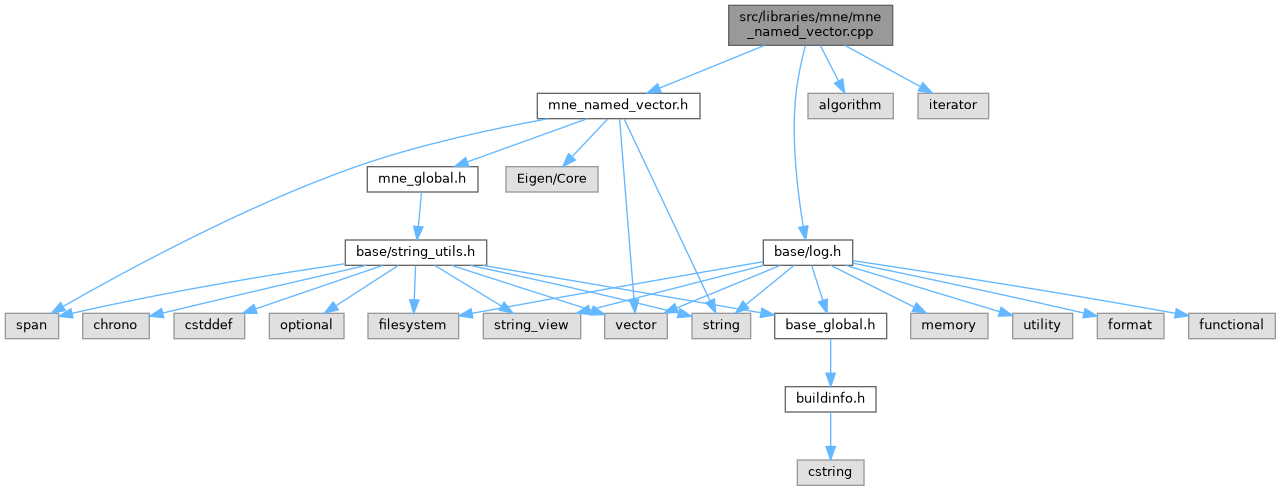 src/libraries/mne/mne
_named_vector.cpp
mne_named_vector.h
algorithm
iterator
mne_global.h
Eigen/Core
base/string_utils.h
base/log.h
span
chrono
cstddef
optional
filesystem
string_view
vector
string
base_global.h
memory
utility
format
functional
buildinfo.h
cstring